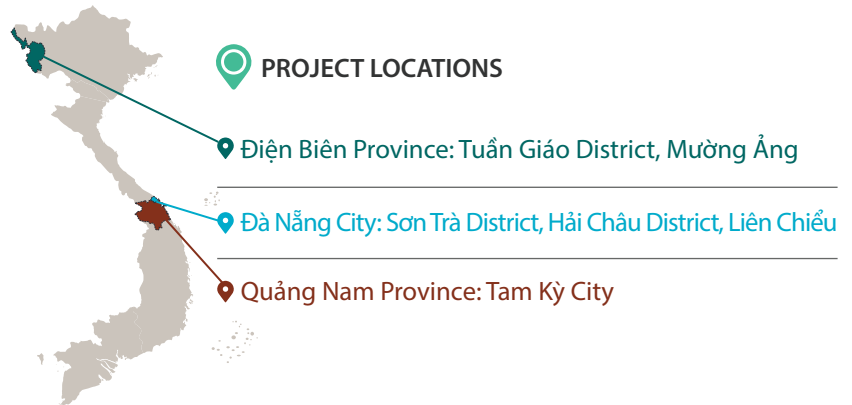 PROJECT LOCATIONS
Điện Biên Province: Tuần Giáo District, Mường Ảng
Đà Nẵng City: Sơn Trà District, Hải Châu District, Liên Chiểu
Quảng Nam Province: Tam Kỳ City